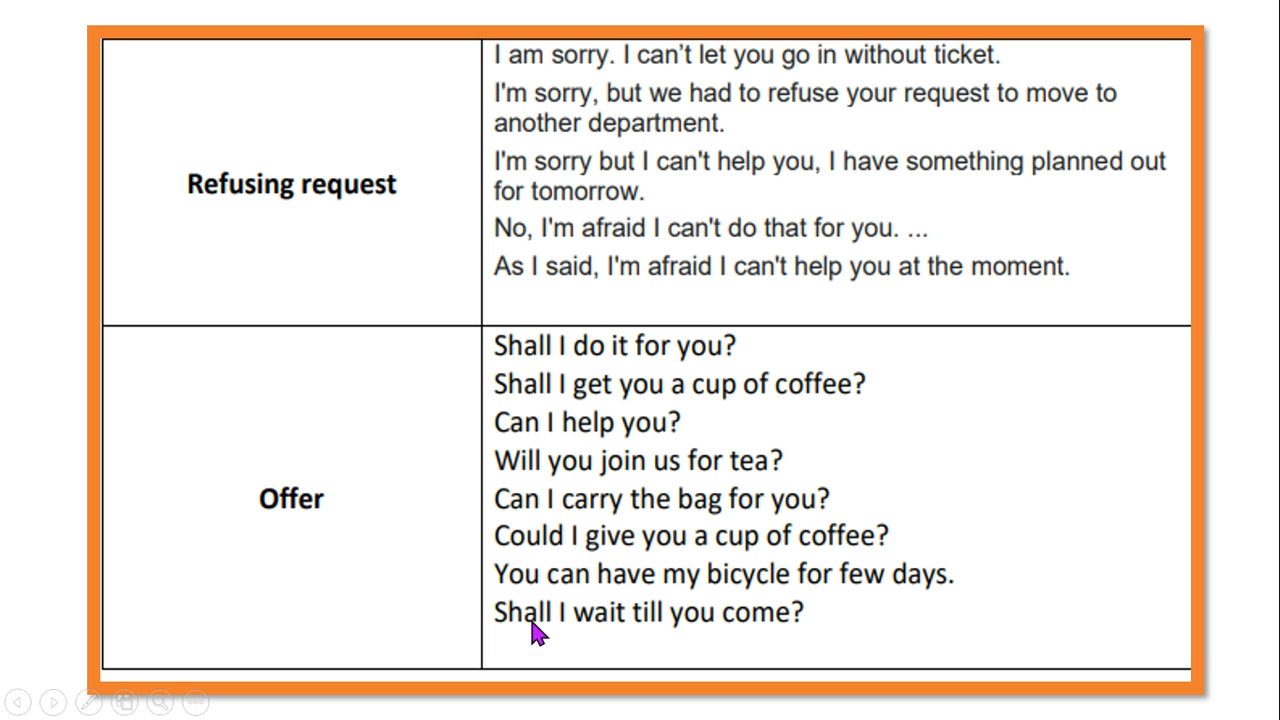 Refusing request
I am sorry. I can’t let you go in without ticket.
I'm sorry, but we had to refuse your request to move to
another department.
I'm sorry but I can't help you, I have something planned out
for tomorrow.
No, I'm afraid I can't do that for you. ...
As I said, I'm afraid I can't help you at the moment.
Offer
Shall I do it for you?
Shall I get you a cup of coffee?
Can I help you?
Will you join us for tea?
Can I carry the bag for you?
Could I give you a cup of coffee?
You can have my bicycle for few days.
Shall I wait till you come?